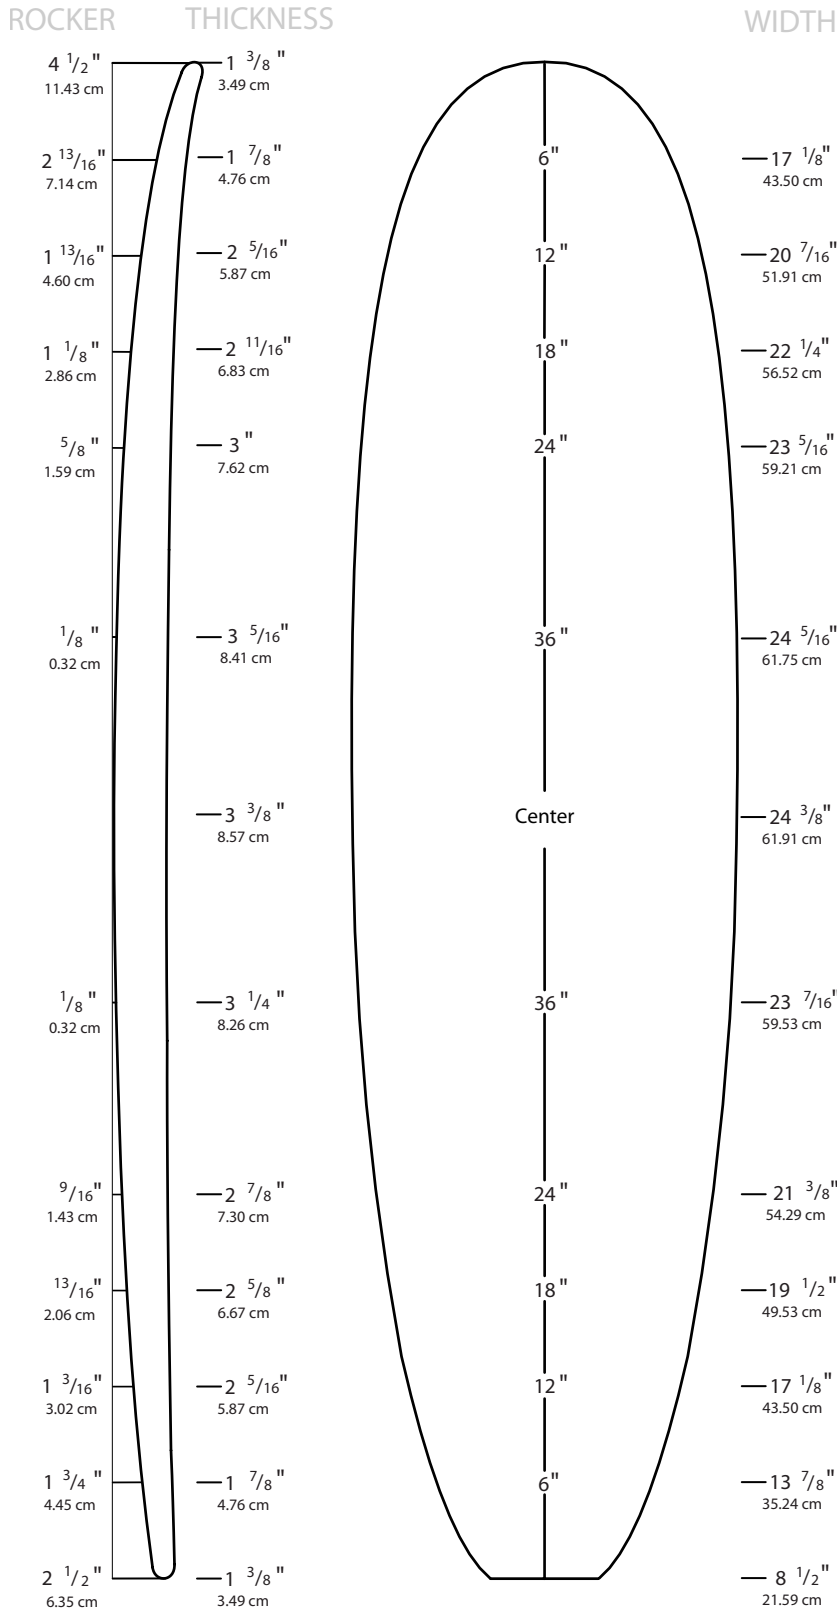 ROCKER THICKNESS WIDTH
4 1/2" 1 3/8"
11.43 cm 3.49 cm
2 13/16" 1 7/8" 6" 17 1/8"
7.14 cm 4.76 cm 43.50 cm
1 13/16" 2 5/16" 12" 20 7/16"
4.60 cm 5.87 cm 51.91 cm
1 1/8" 2 11/16" 18" 22 1/4"
2.86 cm 6.83 cm 56.52 cm
5/8" 3" 24" 23 5/16"
1.59 cm 7.62 cm 59.21 cm
1/8" 3 5/16" 36" 24 5/16"
0.32 cm 8.41 cm 61.75 cm
3 3/8" Center 24 3/8"
8.57 cm 61.91 cm
1/8" 3 1/4" 36" 23 7/16"
0.32 cm 8.26 cm 59.53 cm
9/16" 2 7/8" 24" 21 3/8"
1.43 cm 7.30 cm 54.29 cm
13/16" 2 5/8" 18" 19 1/2"
2.06 cm 6.67 cm 49.53 cm
1 3/16" 2 5/16" 12" 17 1/8"
3.02 cm 5.87 cm 43.50 cm
1 3/4" 1 7/8" 6" 13 7/8"
4.45 cm 4.76 cm 35.24 cm
2 1/2" 1 3/8" 8 1/2"
6.35 cm 3.49 cm 21.59 cm